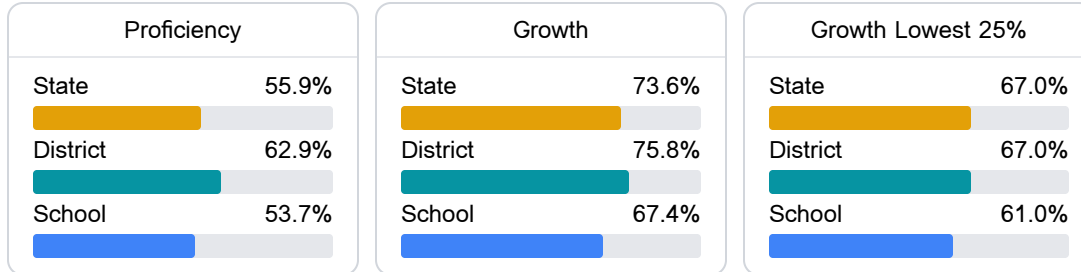 Proficiency
State 55.9%
District 62.9%
School 53.7%
Growth
State 73.6%
District 75.8%
School 67.4%
Growth Lowest 25%
State 67.0%
District 67.0%
School 61.0%